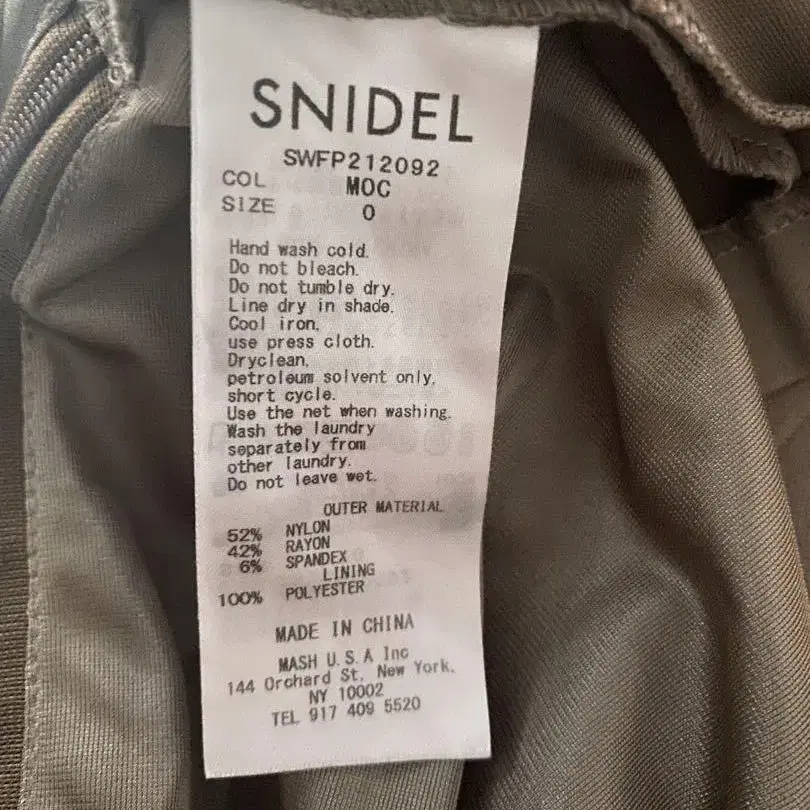 SNIDEL
SWFP212092
COL MOC
SIZE 0
Hand wash cold.
Do not bleach.
Do not tumble dry.
Line dry in shade.
Cool iron,
use press cloth.
Dryclean,
petroleum solvent only,
short cycle.
Use the net when washing.
Wash the laundry
separately from
other laundry.
Do not leave wet.
OUTER MATERIAL
52% NYLON
42% RAYON
6% SPANDEX
LINING
100% POLYESTER
MADE IN CHINA
MASH U.S.A Inc
144 Orchard St, New York,
NY 10002
TEL 917 409 5520